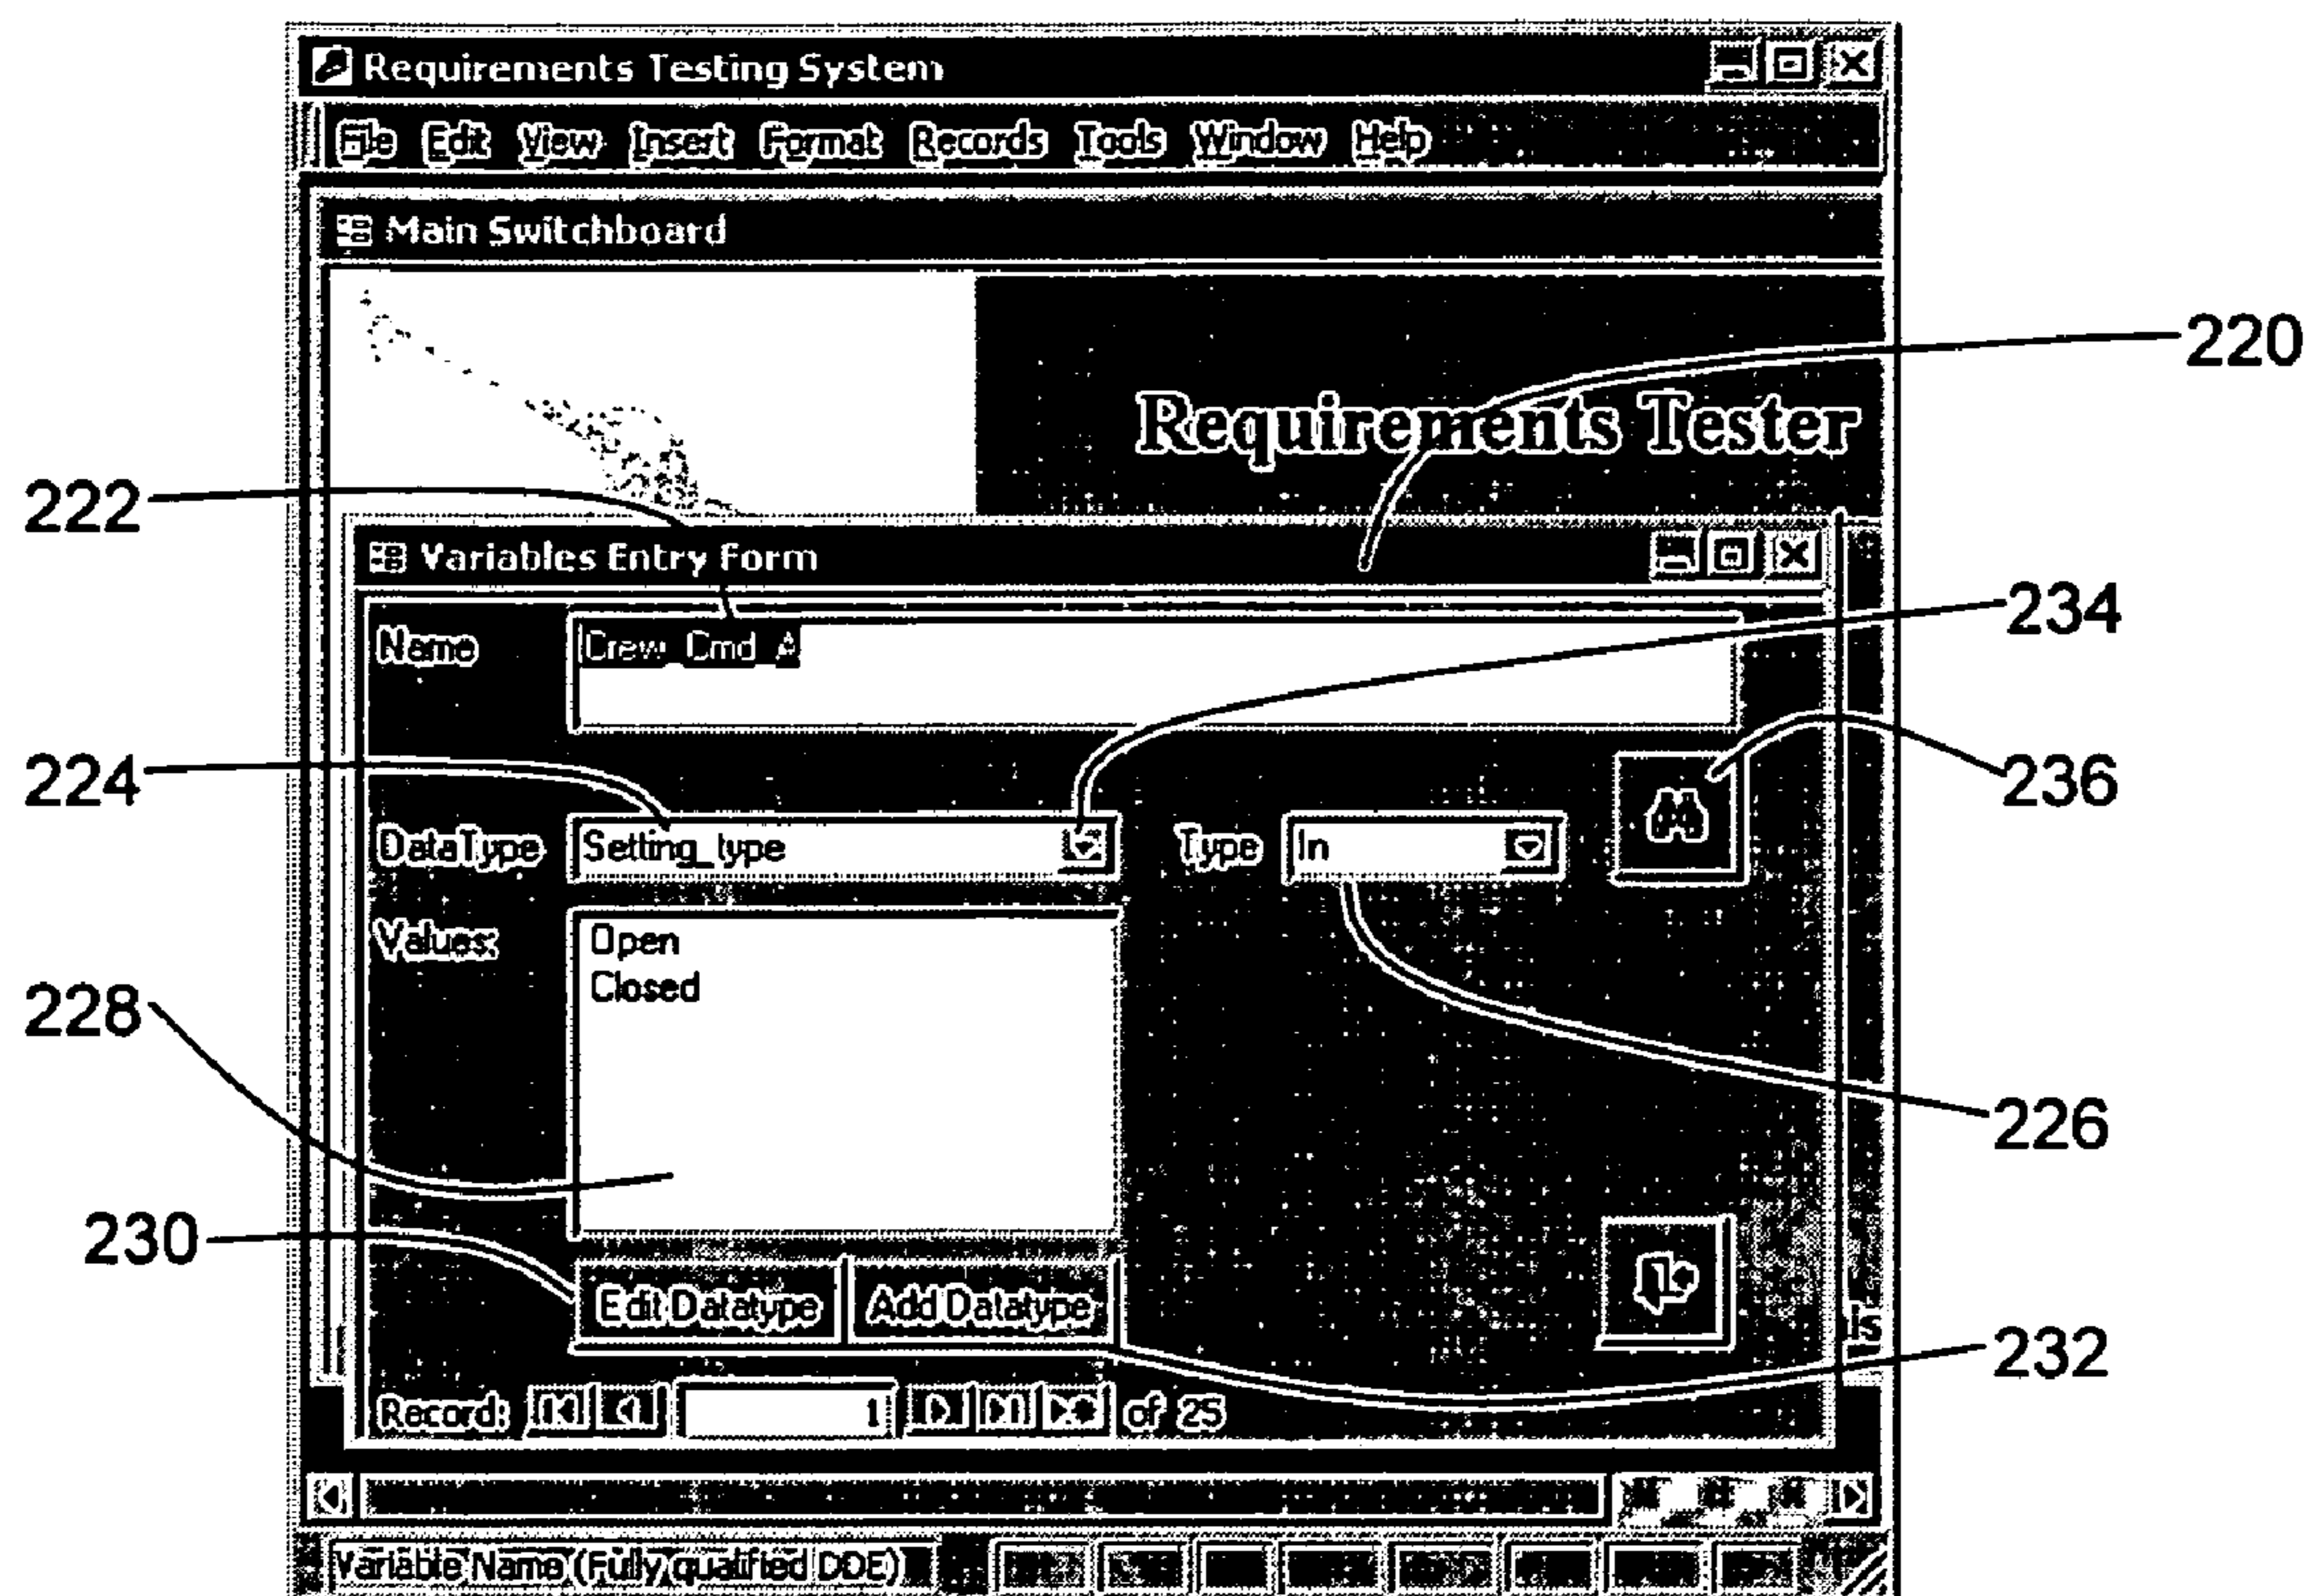 Requirements Testing System
File Edit View Insert Format Records Tools Window Help
Main Switchboard
220
Requirements Tester
222
Variables Entry Form
234
Name Crew_Cmd_A
224
236
DataType Setting_type Type In
Values: Open
Closed
228
226
230
Edit Datatype Add Datatype
is
232
Record: 1 of 25
Variable Name (Fully qualified DOE)